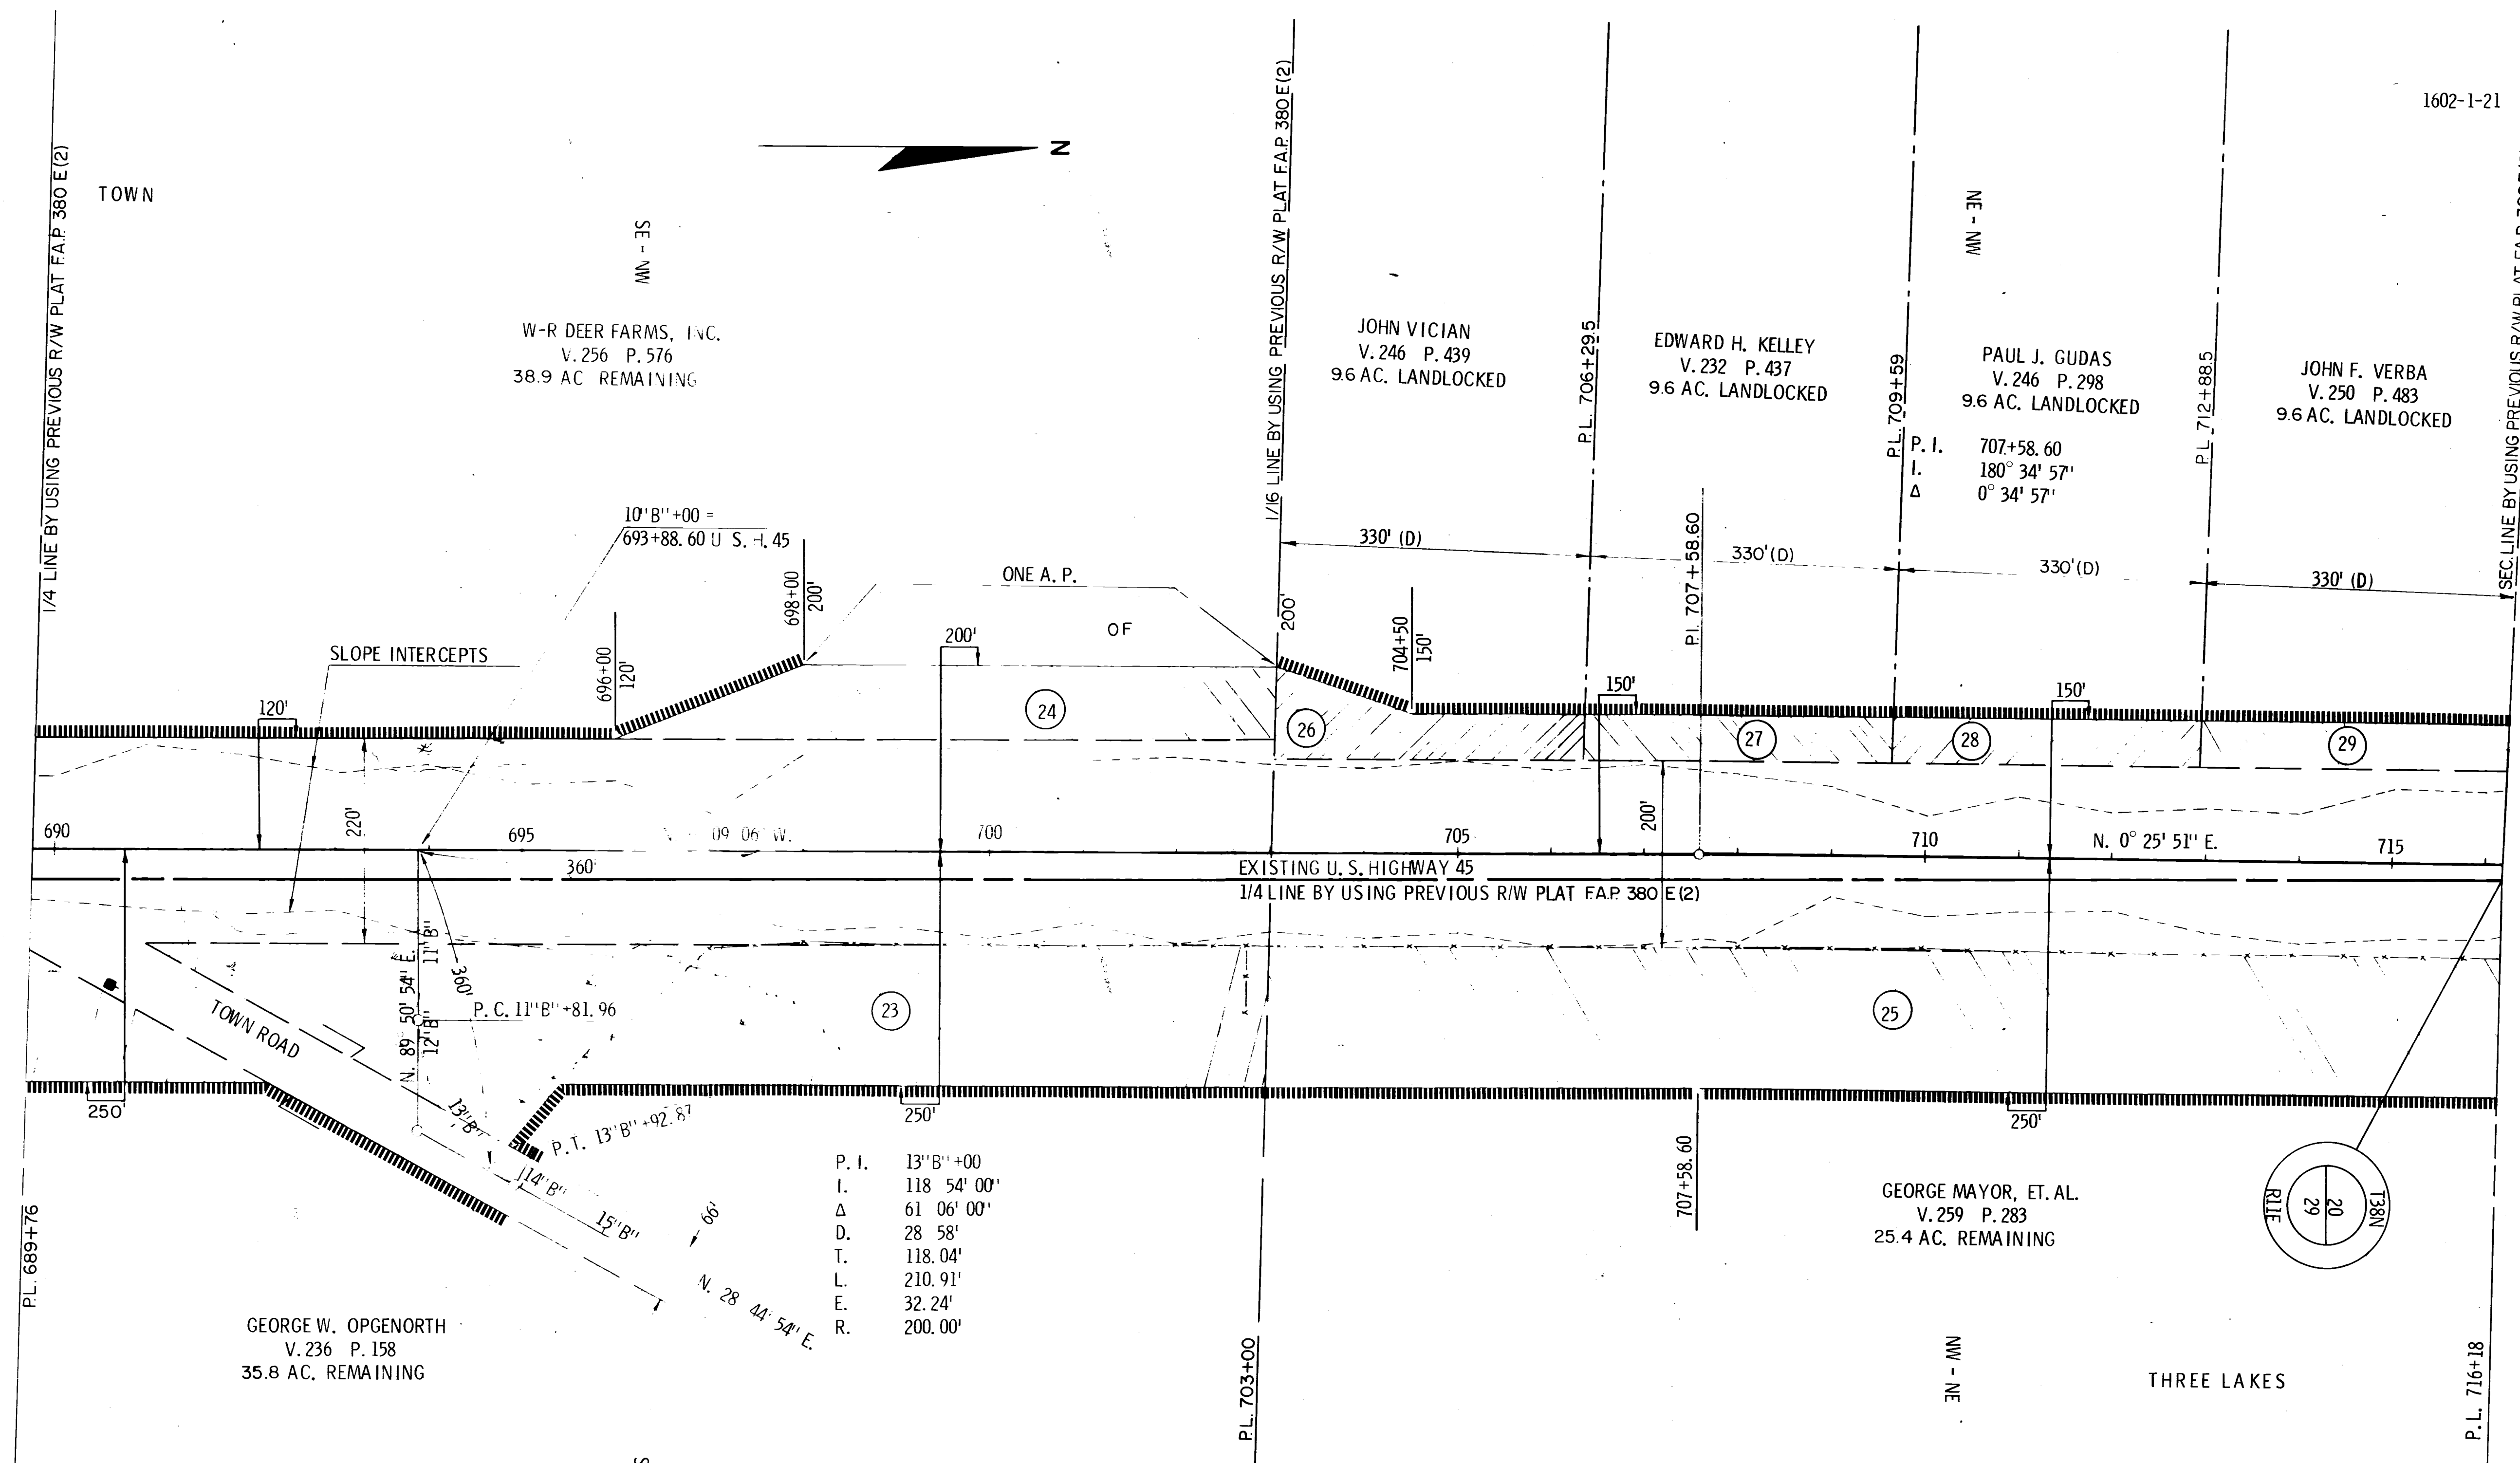 1602-1-21
1/4 LINE BY USING PREVIOUS R/W PLAT F.A.P. 380 E(2)
TOWN
N
SE - NW
W-R DEER FARMS, INC.
V. 256 P. 576
38.9 AC REMAINING
1/16 LINE BY USING PREVIOUS R/W PLAT F.A.P. 380 E(2)
JOHN VICIAN
V. 246 P. 439
9.6 AC. LANDLOCKED
P.L. 706+29.5
EDWARD H. KELLEY
V. 232 P. 437
9.6 AC. LANDLOCKED
P.L. 709+59
NE - NW
PAUL J. GUDAS
V. 246 P. 298
9.6 AC. LANDLOCKED
P. I. 707+58.60
I. 180° 34' 57"
Δ 0° 34' 57"
P.L. 712+88.5
JOHN F. VERBA
V. 250 P. 483
9.6 AC. LANDLOCKED
SEC. LINE BY USING PREVIOUS R/W PLAT F.A.P.
10"B"+00 =
693+88.60 U S. H. 45
330' (D)
330' (D)
330' (D)
330' (D)
P.I. 707+58.60
ONE A. P.
OF
SLOPE INTERCEPTS
120'
696+00
120'
698+00
200'
200'
200'
704+50
150'
150'
150'
24
26
27
28
29
220'
200'
690
695
09 06 W.
700
705
710
N. 0° 25' 51" E.
715
360'
EXISTING U. S. HIGHWAY 45
1/4 LINE BY USING PREVIOUS R/W PLAT F.A.P. 380 E(2)
N. 89° 50' 54" E.
11"B"
12"B"
360'
P. C. 11"B"+81.96
TOWN ROAD
23
25
250'
250'
250'
13"B"
P. T. 13"B"+92.87
14"B"
15"B"
66'
N. 28 44' 54" E.
P. I. 13"B"+00
I. 118 54' 00"
Δ 61 06' 00"
D. 28 58'
T. 118.04'
L. 210.91'
E. 32.24'
R. 200.00'
707+58.60
GEORGE MAYOR, ET. AL.
V. 259 P. 283
25.4 AC. REMAINING
T38N
20
29
R11E
P.L. 689+76
GEORGE W. OPGENORTH
V. 236 P. 158
35.8 AC. REMAINING
P.L. 703+00
NW - NE
THREE LAKES
P.L. 716+18